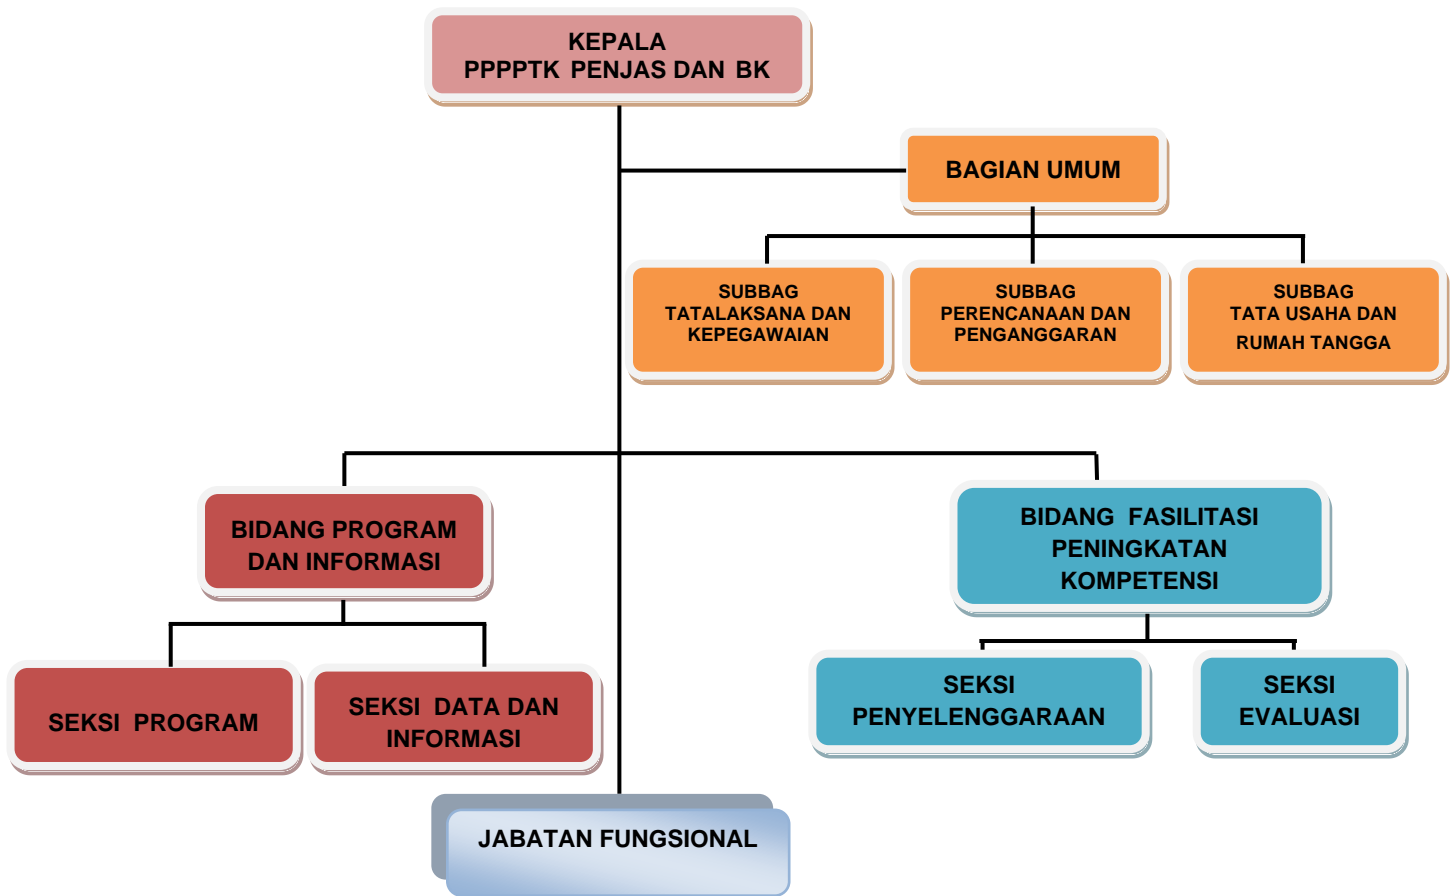 KEPALA
PPPPTK PENJAS DAN BK
BAGIAN UMUM
SUBBAG
TATALAKSANA DAN
KEPEGAWAIAN
SUBBAG
PERENCANAAN DAN
PENGANGGARAN
SUBBAG
TATA USAHA DAN
RUMAH TANGGA
BIDANG PROGRAM
DAN INFORMASI
BIDANG FASILITASI
PENINGKATAN
KOMPETENSI
SEKSI PROGRAM
SEKSI DATA DAN
INFORMASI
SEKSI
PENYELENGGARAAN
SEKSI
EVALUASI
JABATAN FUNGSIONAL